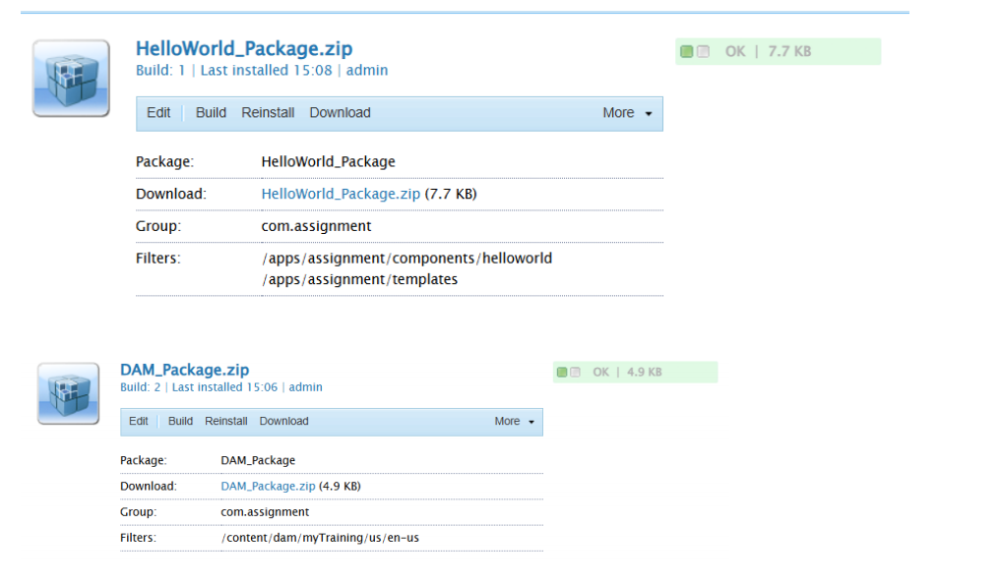 HelloWorld_Package.zip
Build: 1 | Last installed 15:08 | admin
OK | 7.7 KB
Edit Build Reinstall Download More
Package: HelloWorld_Package
Download: HelloWorld_Package.zip (7.7 KB)
Group: com.assignment
Filters: /apps/assignment/components/helloworld
/apps/assignment/templates
DAM_Package.zip
Build: 2 | Last installed 15:06 | admin
OK | 4.9 KB
Edit Build Reinstall Download More
Package: DAM_Package
Download: DAM_Package.zip (4.9 KB)
Group: com.assignment
Filters: /content/dam/myTraining/us/en-us